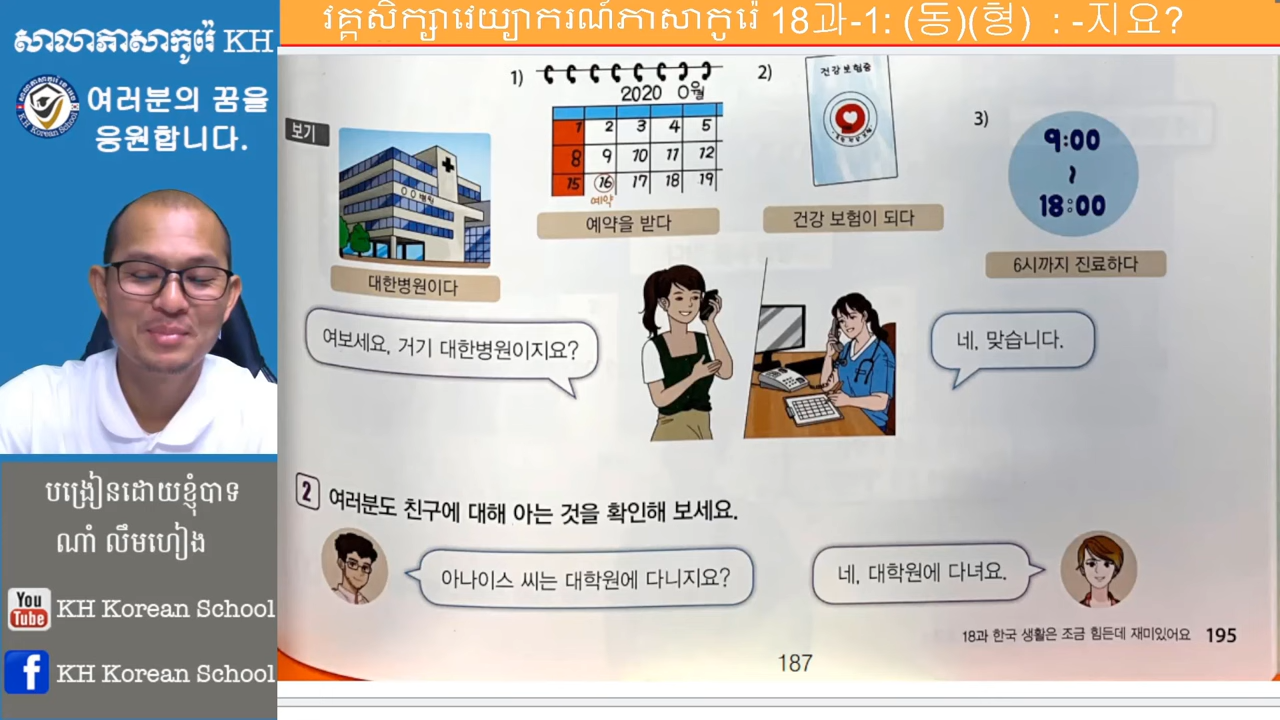 សាលាភាសាកូរ៉េ KH
여러분의 꿈을
응원합니다.
វគ្គសិក្សាវេយ្យាករណ៍ភាសាកូរ៉េ 18과-1: (동)(형) : -지요?
보기
대한병원이다
1)
2020 0월
1 2 3 4 5
8 9 10 11 12
15 16 17 18 19
예약
예약을 받다
2)
건강 보험증
건강 보험이 되다
3)
9:00
~
18:00
6시까지 진료하다
여보세요, 거기 대한병원이지요?
네, 맞습니다.
2 여러분도 친구에 대해 아는 것을 확인해 보세요.
아나이스 씨는 대학원에 다니지요?
네, 대학원에 다녀요.
18과 한국 생활은 조금 힘든데 재미있어요 195
187
បង្រៀនដោយខ្ញុំបាទ
ណាំ លឹមហៀង
You Tube KH Korean School
f KH Korean School